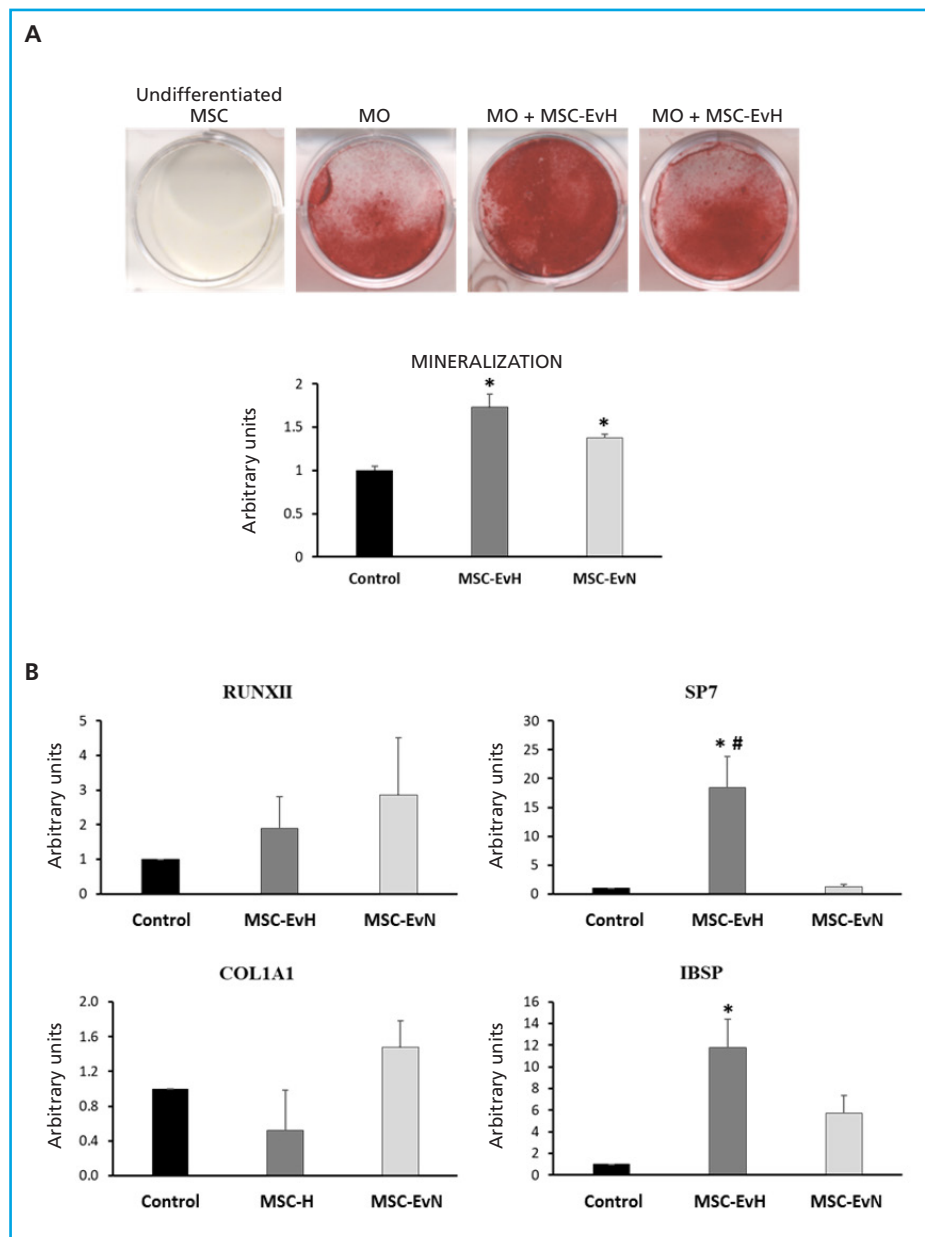 A
Undifferentiated
MSC
MO
MO + MSC-EvH
MO + MSC-EvH
MINERALIZATION
Arbitrary units
2
1.5
1
0.5
0
*
*
Control
MSC-EvH
MSC-EvN
B
RUNXII
Arbitrary units
5
4
3
2
1
0
Control
MSC-EvH
MSC-EvN
SP7
Arbitrary units
30
25
20
15
10
5
0
* #
Control
MSC-EvH
MSC-EvN
COL1A1
Arbitrary units
2.0
1.6
1.2
0.8
0.4
0.0
Control
MSC-H
MSC-EvN
IBSP
Arbitrary units
16
14
12
10
8
6
4
2
0
*
Control
MSC-EvH
MSC-EvN